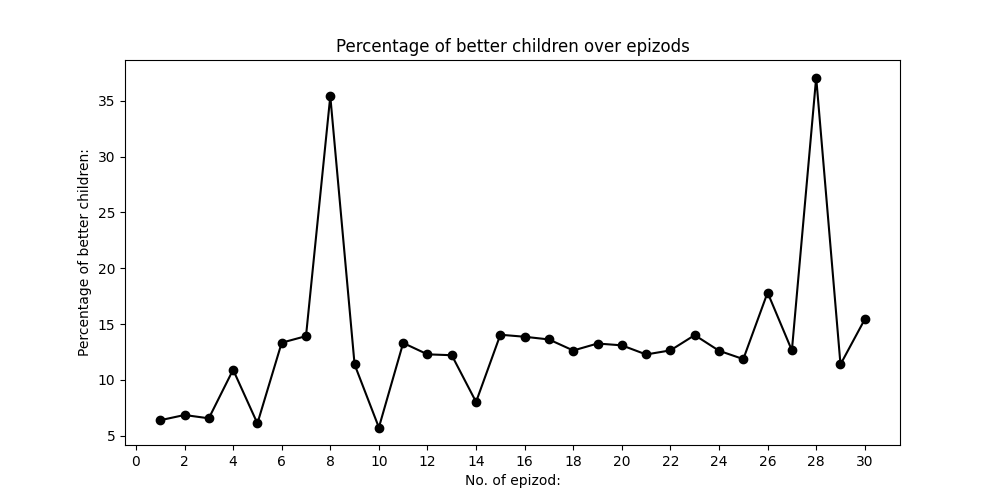 Percentage of better children over epizods
Percentage of better children:
35
30
25
20
15
10
5
0 2 4 6 8 10 12 14 16 18 20 22 24 26 28 30
No. of epizod: